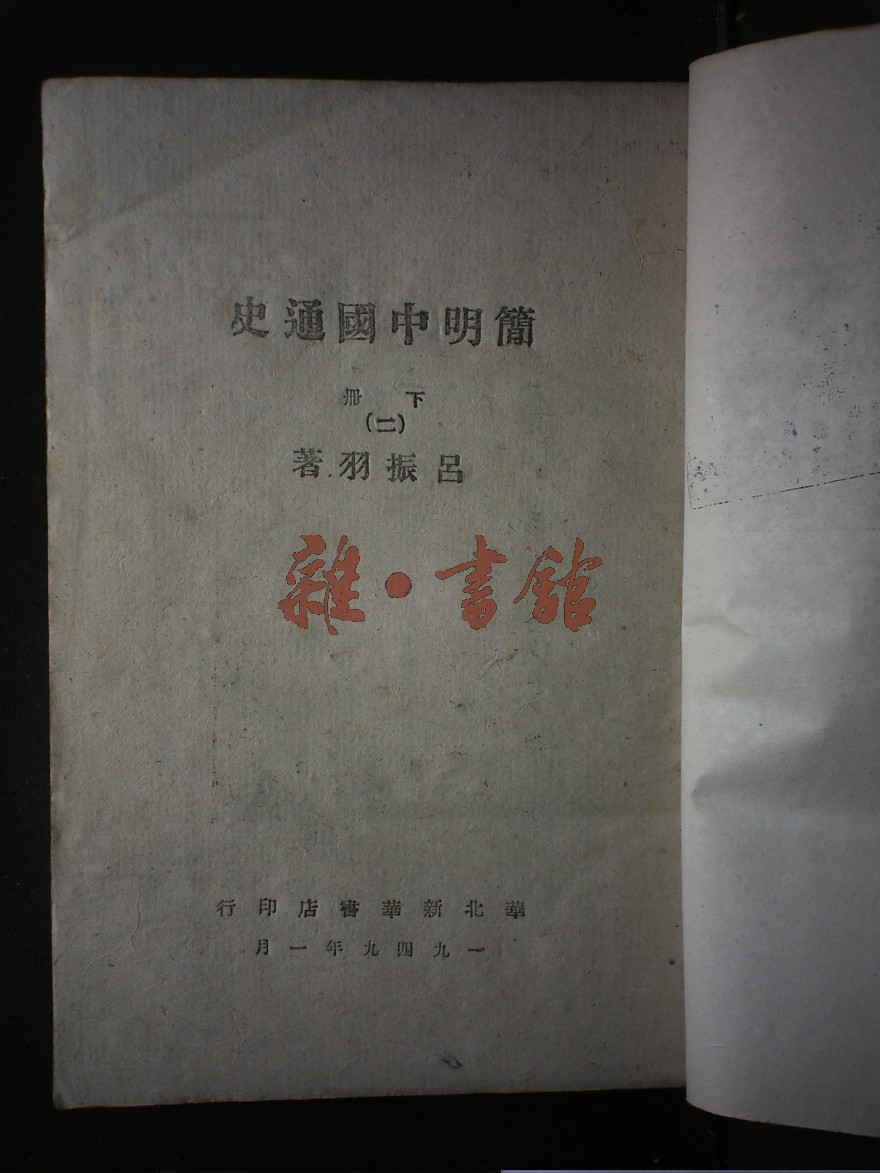 簡明中國通史
下冊
(二)
呂振羽著
雜·書館
華北新華書店印行
一九四九年一月